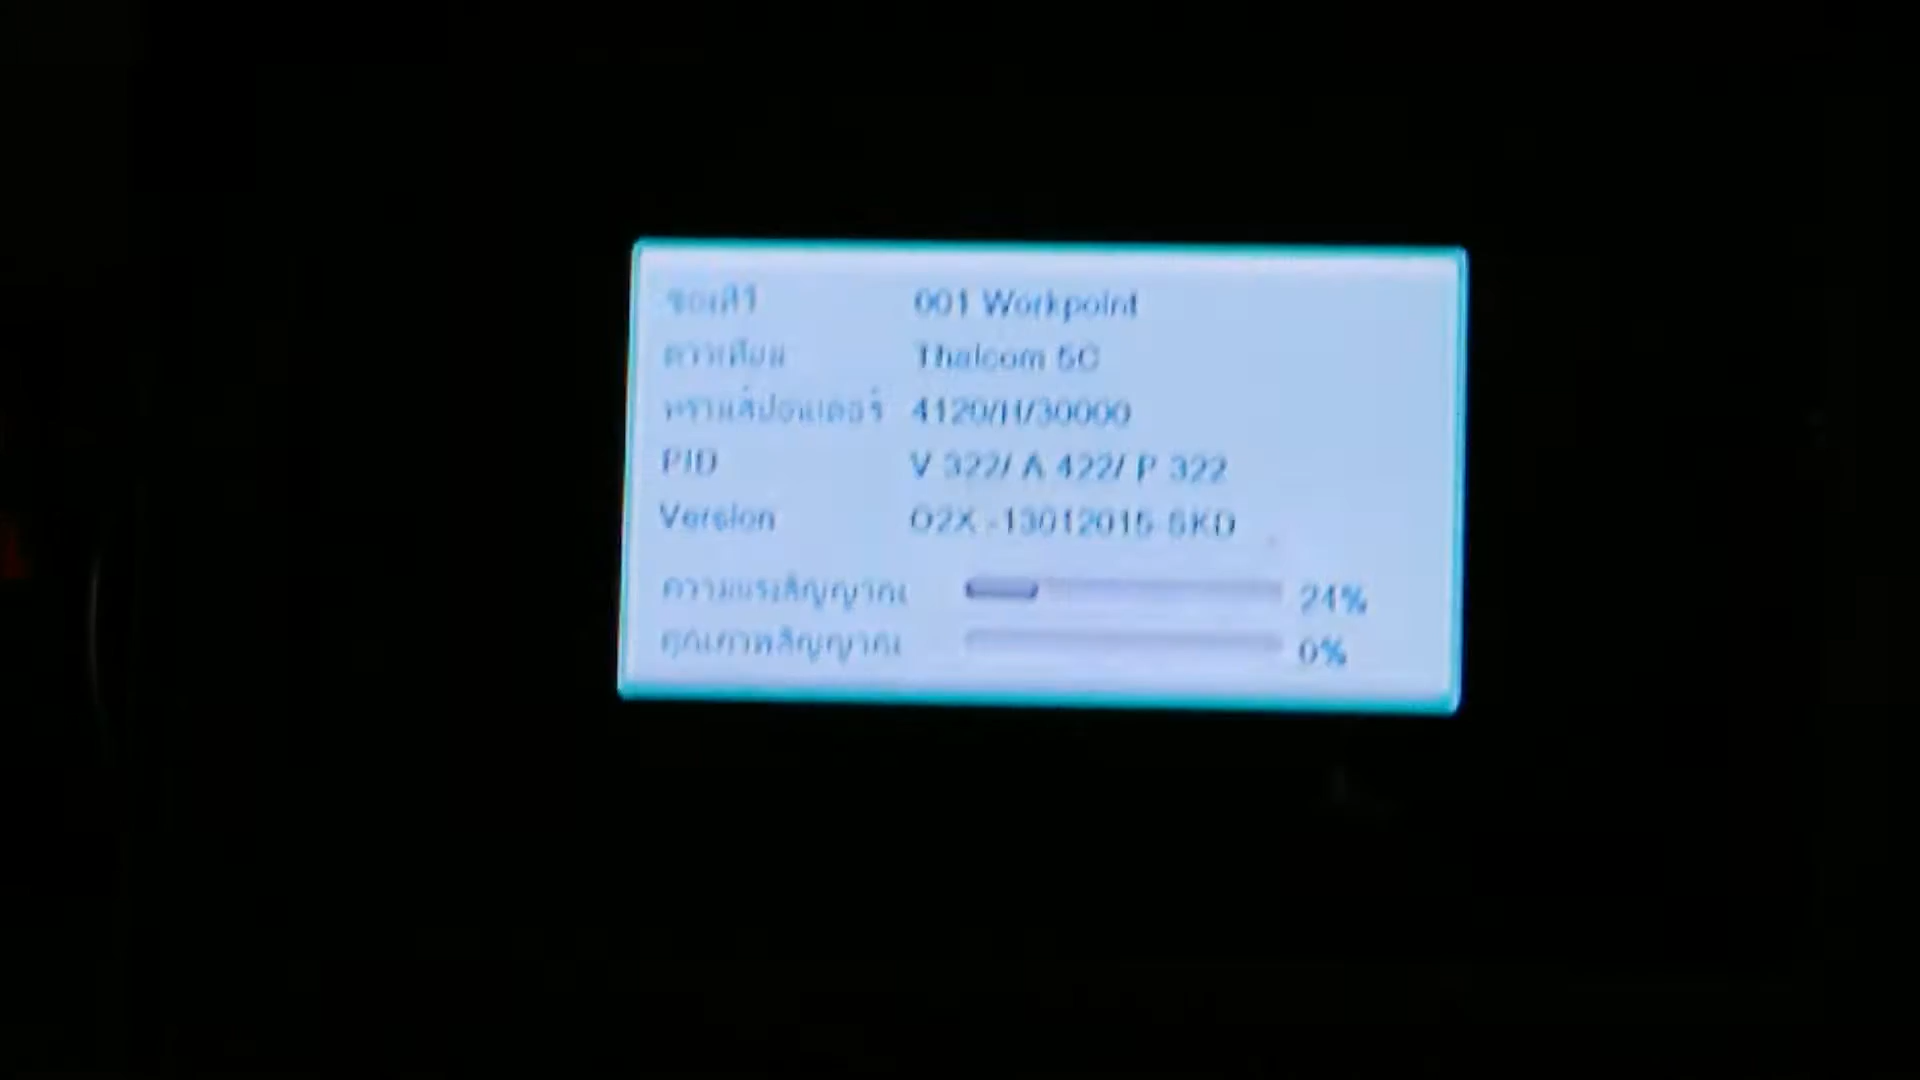 ช่องทีวี 001 Workpoint
ดาวเทียม Thaicom 5C
ทรานส์ปอนเดอร์ 4120/H/30000
PID V 322/ A 422/ P 322
Version O2X -13012015 SKD
ความแรงสัญญาณ 24%
คุณภาพสัญญาณ 0%